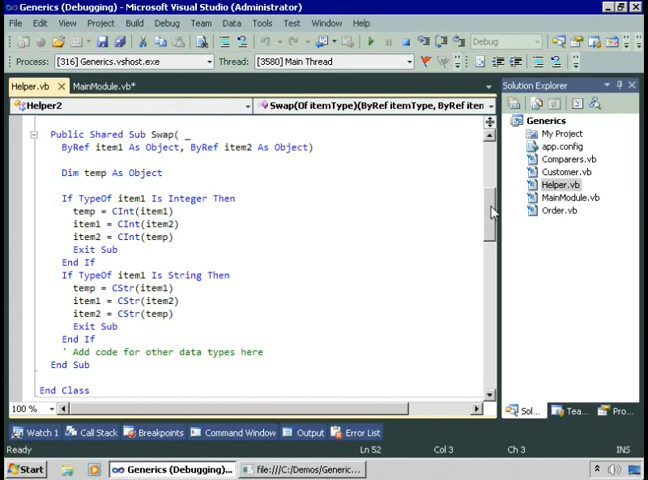 Generics (Debugging) - Microsoft Visual Studio (Administrator)
File Edit View Project Build Debug Team Data Tools Test Analyze Window Help
Debug
Process: [316] Generics.vshost.exe Thread: [3580] Main Thread
Helper.vb MainModule.vb*
Helper2 Swap(Of itemType)(ByRef itemType, ByRef iten
Public Shared Sub Swap( _
ByRef item1 As Object, ByRef item2 As Object)
Dim temp As Object
If TypeOf item1 Is Integer Then
temp = CInt(item1)
item1 = CInt(item2)
item2 = CInt(temp)
Exit Sub
End If
If TypeOf item1 Is String Then
temp = CStr(item1)
item1 = CStr(item2)
item2 = CStr(temp)
Exit Sub
End If
' Add code for other data types here
End Sub
End Class
100 %
Solution Explorer
Generics
My Project
app.config
Comparers.vb
Customer.vb
Helper.vb
MainModule.vb
Order.vb
Sol... Tea... Pro...
Watch 1 Call Stack Breakpoints Command Window Output Error List
Ready Ln 52 Col 3 Ch 3 INS
Start Generics (Debugging)... file:///C:/Demos/Generic...